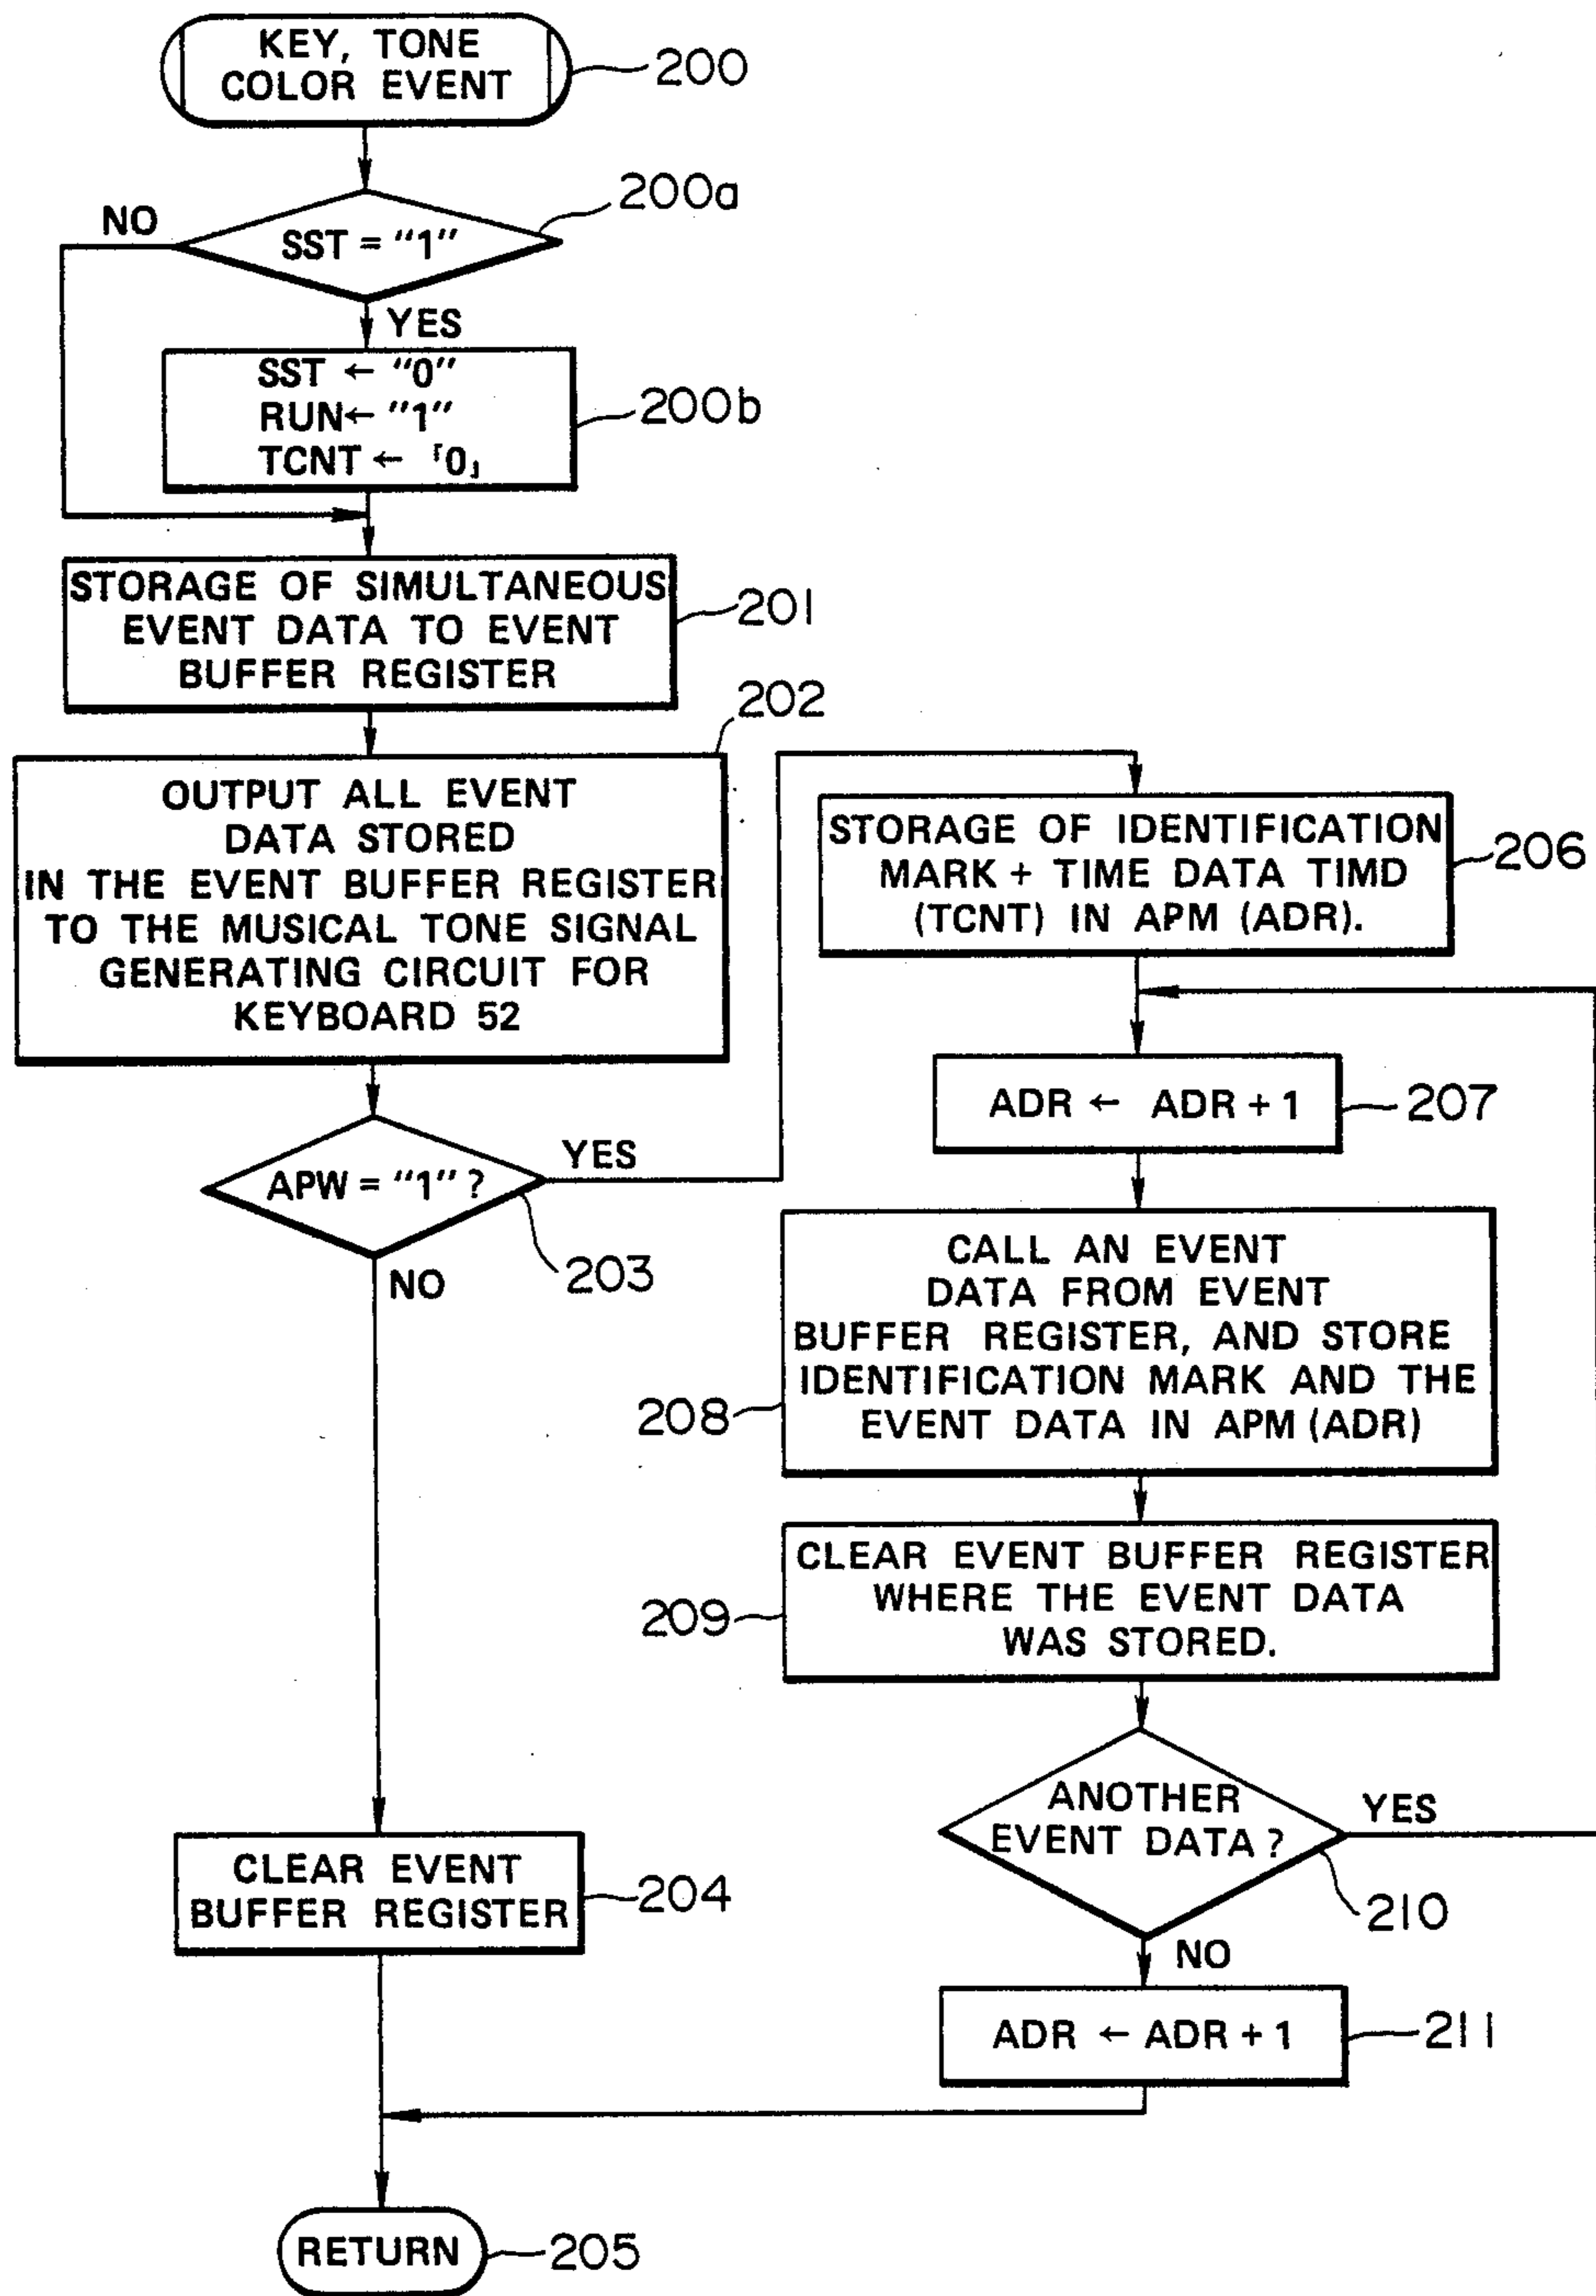 KEY, TONE
COLOR EVENT
200
200a
NO
SST = "1"
YES
SST ← "0"
RUN← "1"
TCNT ← 「0」
200b
STORAGE OF SIMULTANEOUS
EVENT DATA TO EVENT
BUFFER REGISTER
201
202
OUTPUT ALL EVENT
DATA STORED
IN THE EVENT BUFFER REGISTER
TO THE MUSICAL TONE SIGNAL
GENERATING CIRCUIT FOR
KEYBOARD 52
APW = "1" ?
YES
203
NO
CLEAR EVENT
BUFFER REGISTER
204
RETURN
205
STORAGE OF IDENTIFICATION
MARK + TIME DATA TIMD
(TCNT) IN APM (ADR).
206
ADR ← ADR + 1
207
CALL AN EVENT
DATA FROM EVENT
BUFFER REGISTER, AND STORE
IDENTIFICATION MARK AND THE
EVENT DATA IN APM (ADR)
208
CLEAR EVENT BUFFER REGISTER
WHERE THE EVENT DATA
WAS STORED.
209
ANOTHER
EVENT DATA ?
YES
210
NO
ADR ← ADR + 1
211